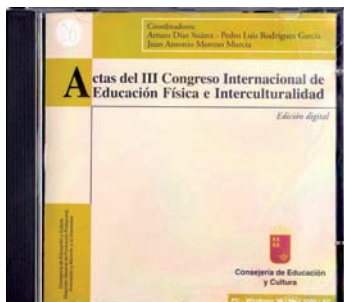 26
Coordinadores:
Arturo Díaz Suárez - Pedro Luis Rodríguez García
Juan Antonio Moreno Murcia
Actas del III Congreso Internacional de
Educación Física e Interculturalidad
Edición digital
Consejería de Educación
y Cultura